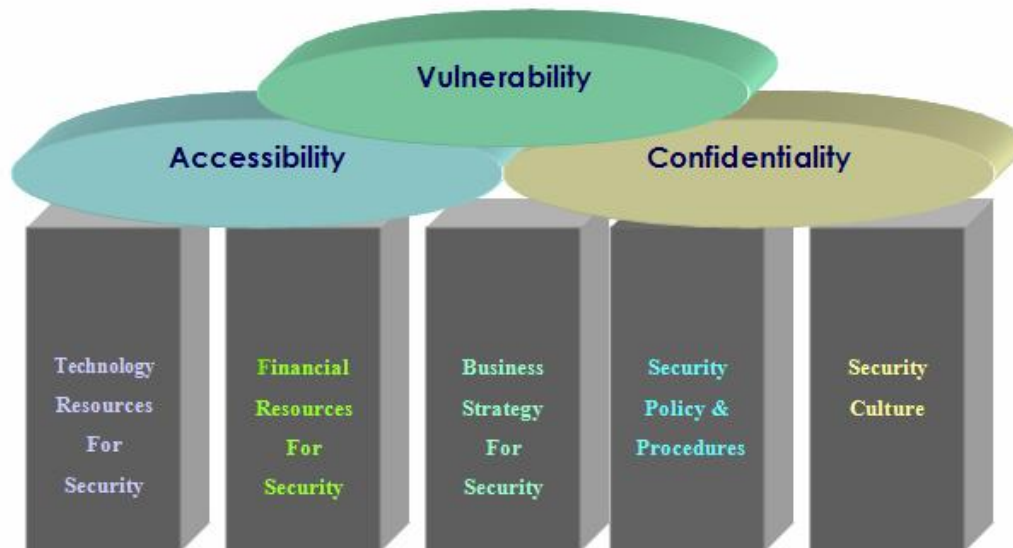 Vulnerability
Accessibility
Confidentiality
Technology
Resources
For
Security
Financial
Resources
For
Security
Business
Strategy
For
Security
Security
Policy &
Procedures
Security
Culture